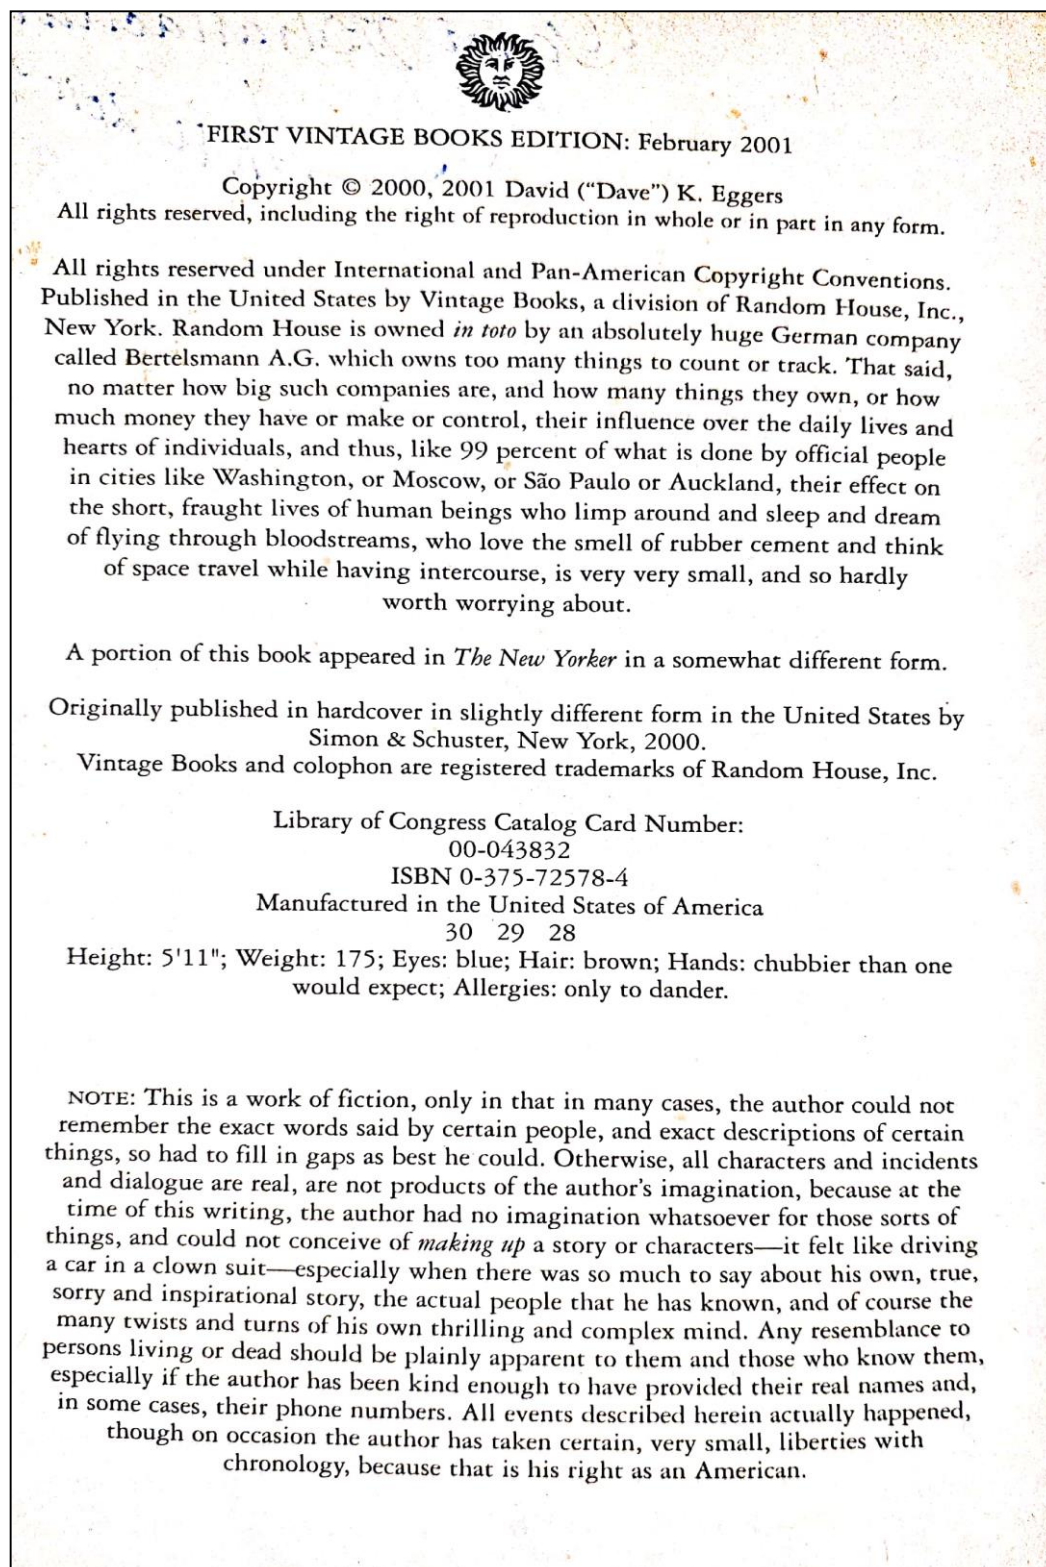 FIRST VINTAGE BOOKS EDITION: February 2001
Copyright © 2000, 2001 David ("Dave") K. Eggers
All rights reserved, including the right of reproduction in whole or in part in any form.
All rights reserved under International and Pan-American Copyright Conventions.
Published in the United States by Vintage Books, a division of Random House, Inc.,
New York. Random House is owned in toto by an absolutely huge German company
called Bertelsmann A.G. which owns too many things to count or track. That said,
no matter how big such companies are, and how many things they own, or how
much money they have or make or control, their influence over the daily lives and
hearts of individuals, and thus, like 99 percent of what is done by official people
in cities like Washington, or Moscow, or São Paulo or Auckland, their effect on
the short, fraught lives of human beings who limp around and sleep and dream
of flying through bloodstreams, who love the smell of rubber cement and think
of space travel while having intercourse, is very very small, and so hardly
worth worrying about.
A portion of this book appeared in The New Yorker in a somewhat different form.
Originally published in hardcover in slightly different form in the United States by
Simon & Schuster, New York, 2000.
Vintage Books and colophon are registered trademarks of Random House, Inc.
Library of Congress Catalog Card Number:
00-043832
ISBN 0-375-72578-4
Manufactured in the United States of America
30 29 28
Height: 5'11"; Weight: 175; Eyes: blue; Hair: brown; Hands: chubbier than one
would expect; Allergies: only to dander.
NOTE: This is a work of fiction, only in that in many cases, the author could not
remember the exact words said by certain people, and exact descriptions of certain
things, so had to fill in gaps as best he could. Otherwise, all characters and incidents
and dialogue are real, are not products of the author's imagination, because at the
time of this writing, the author had no imagination whatsoever for those sorts of
things, and could not conceive of making up a story or characters—it felt like driving
a car in a clown suit—especially when there was so much to say about his own, true,
sorry and inspirational story, the actual people that he has known, and of course the
many twists and turns of his own thrilling and complex mind. Any resemblance to
persons living or dead should be plainly apparent to them and those who know them,
especially if the author has been kind enough to have provided their real names and,
in some cases, their phone numbers. All events described herein actually happened,
though on occasion the author has taken certain, very small, liberties with
chronology, because that is his right as an American.